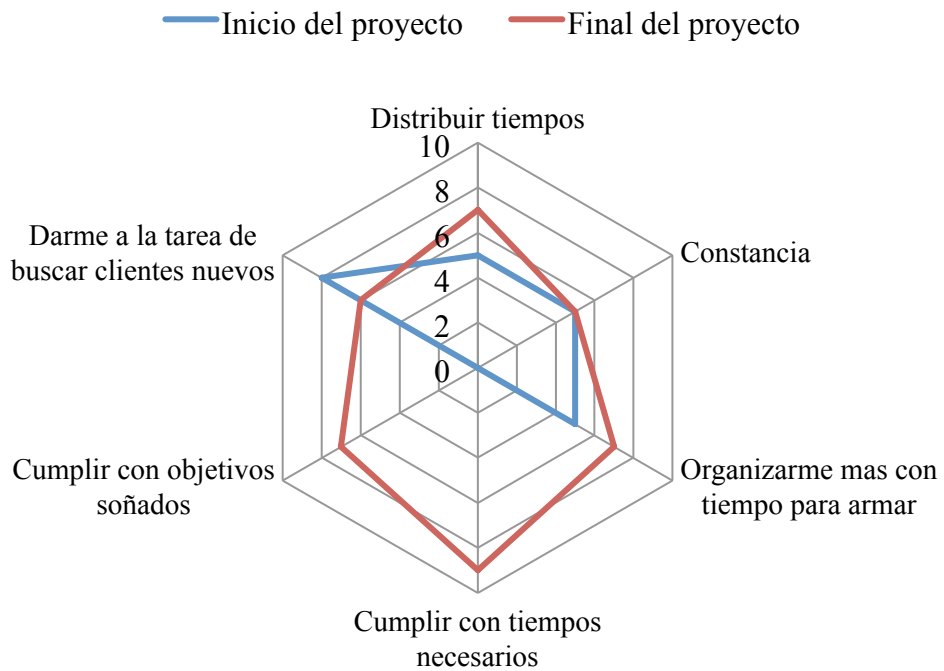 Inicio del proyecto Final del proyecto
Distribuir tiempos
10
8
6
4
2
0
Darme a la tarea de
buscar clientes nuevos
Constancia
Cumplir con objetivos
soñados
Organizarme mas con
tiempo para armar
Cumplir con tiempos
necesarios